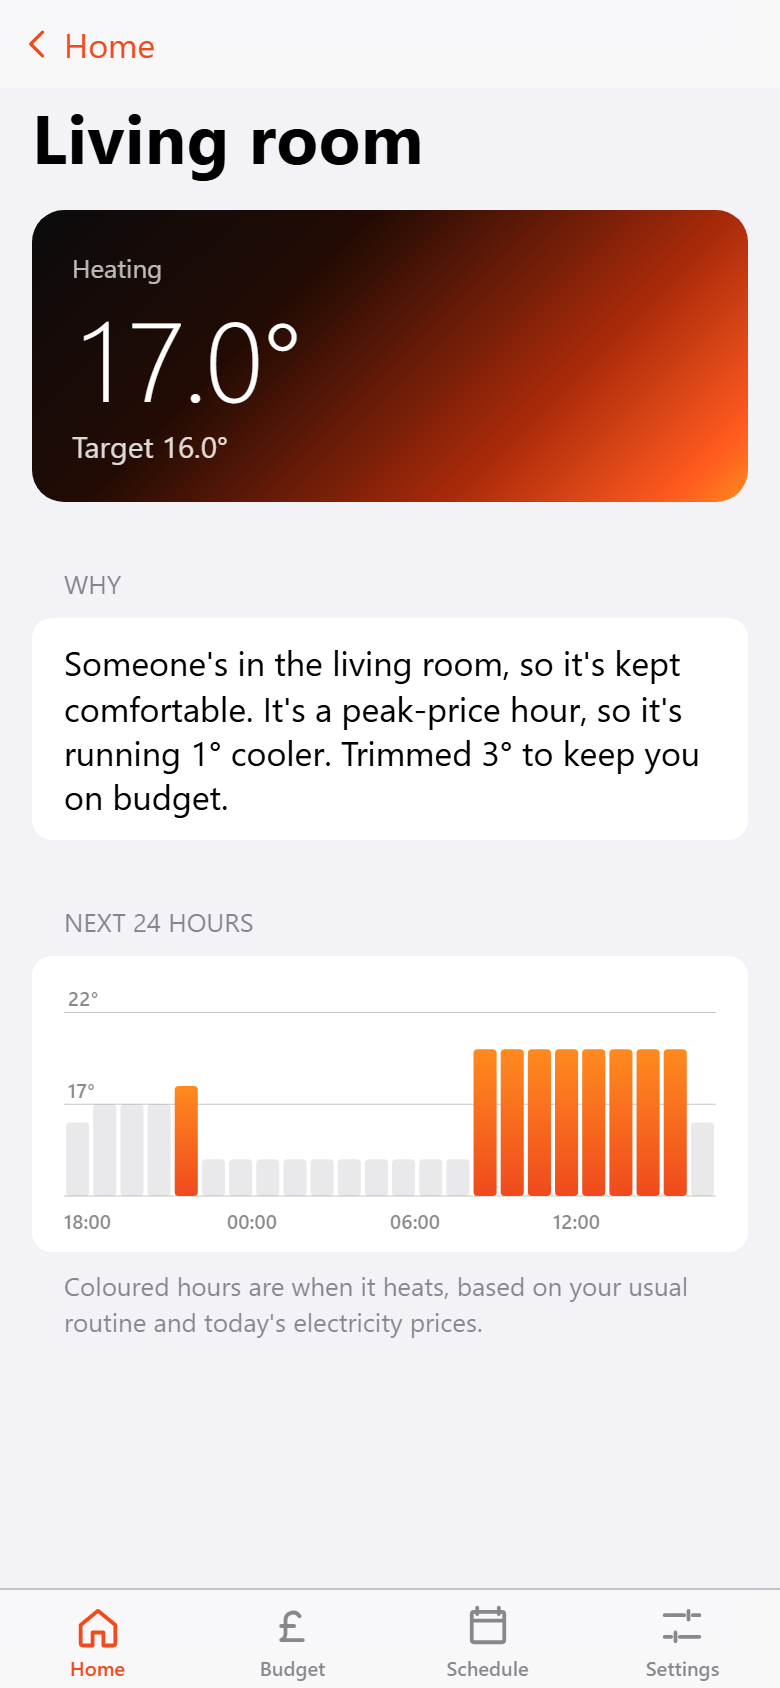 Home
Living room
Heating
17.0°
Target 16.0°
WHY
Someone's in the living room, so it's kept
comfortable. It's a peak-price hour, so it's
running 1° cooler. Trimmed 3° to keep you
on budget.
NEXT 24 HOURS
22°
17°
18:00 00:00 06:00 12:00
Coloured hours are when it heats, based on your usual
routine and today's electricity prices.
Home Budget Schedule Settings